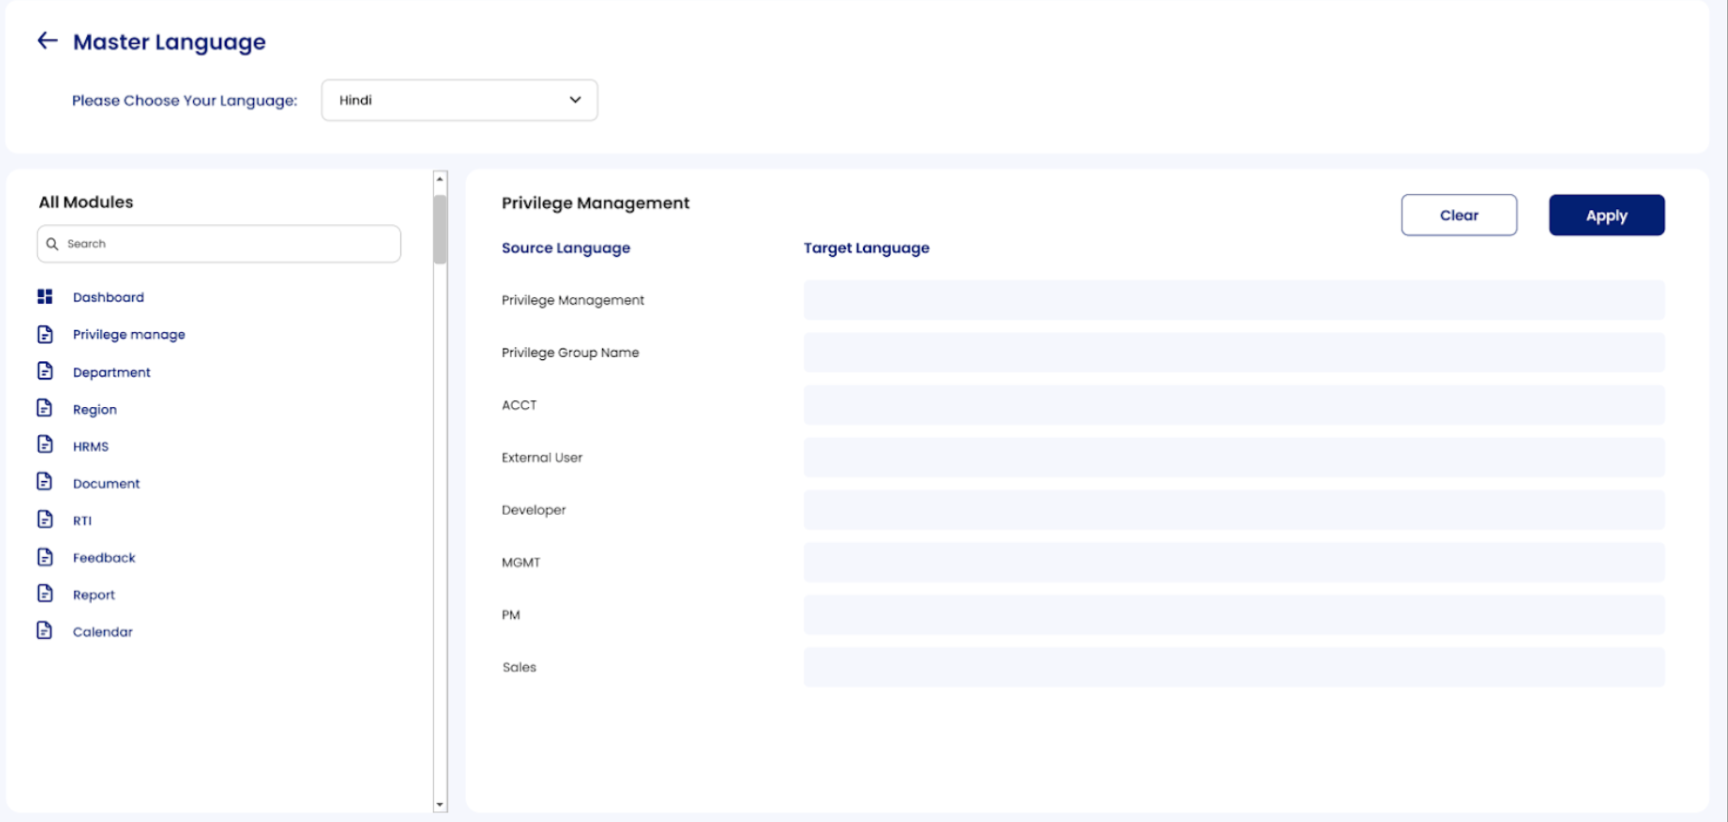 Master Language
Please Choose Your Language:
Hindi
All Modules
Search
Dashboard
Privilege manage
Department
Region
HRMS
Document
RTI
Feedback
Report
Calendar
Privilege Management
Clear
Apply
Source Language
Target Language
Privilege Management
Privilege Group Name
ACCT
External User
Developer
MGMT
PM
Sales